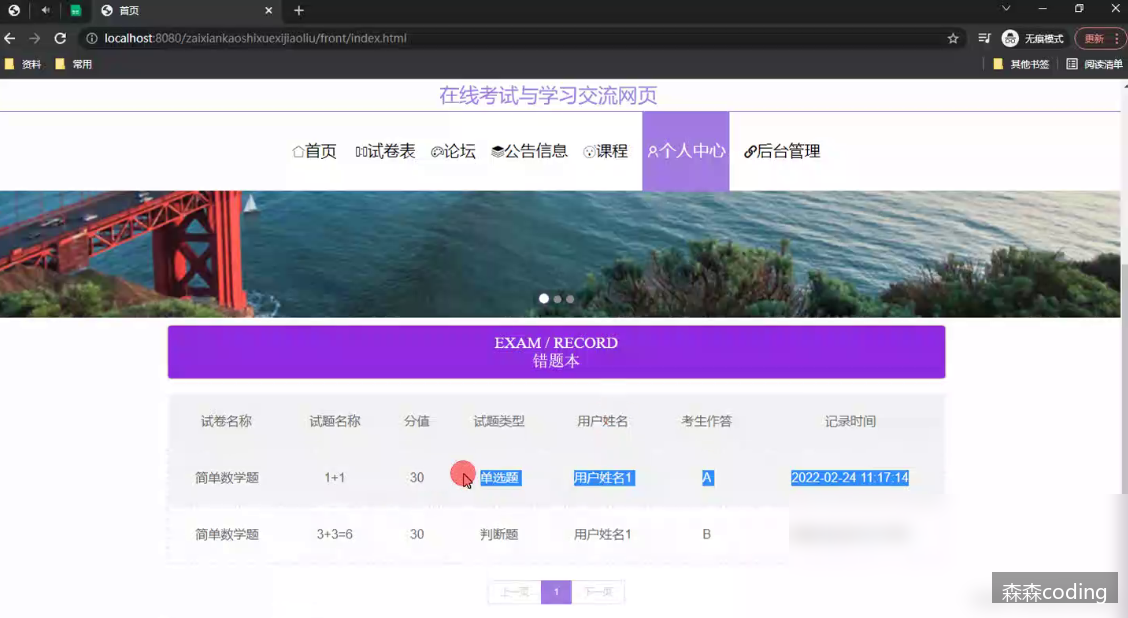 首页
localhost:8080/zaixiankaoshixuexijiaoliu/front/index.html
无痕模式
更新
资料
常用
其他书签
阅读清单
在线考试与学习交流网页
首页 试卷表 论坛 公告信息 课程 个人中心 后台管理
EXAM / RECORD
错题本
试卷名称 试题名称 分值 试题类型 用户姓名 考生作答 记录时间
简单数学题 1+1 30 单选题 用户姓名1 A 2022-02-24 11:17:14
简单数学题 3+3=6 30 判断题 用户姓名1 B
上一页 1 下一页
森森coding